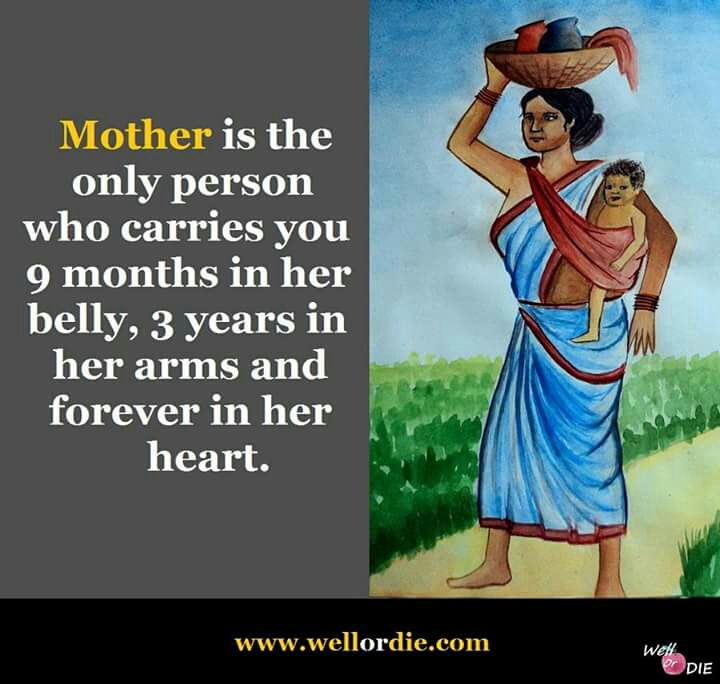 Mother is the
only person
who carries you
9 months in her
belly, 3 years in
her arms and
forever in her
heart.
www.wellordie.com
Well
Or
DIE